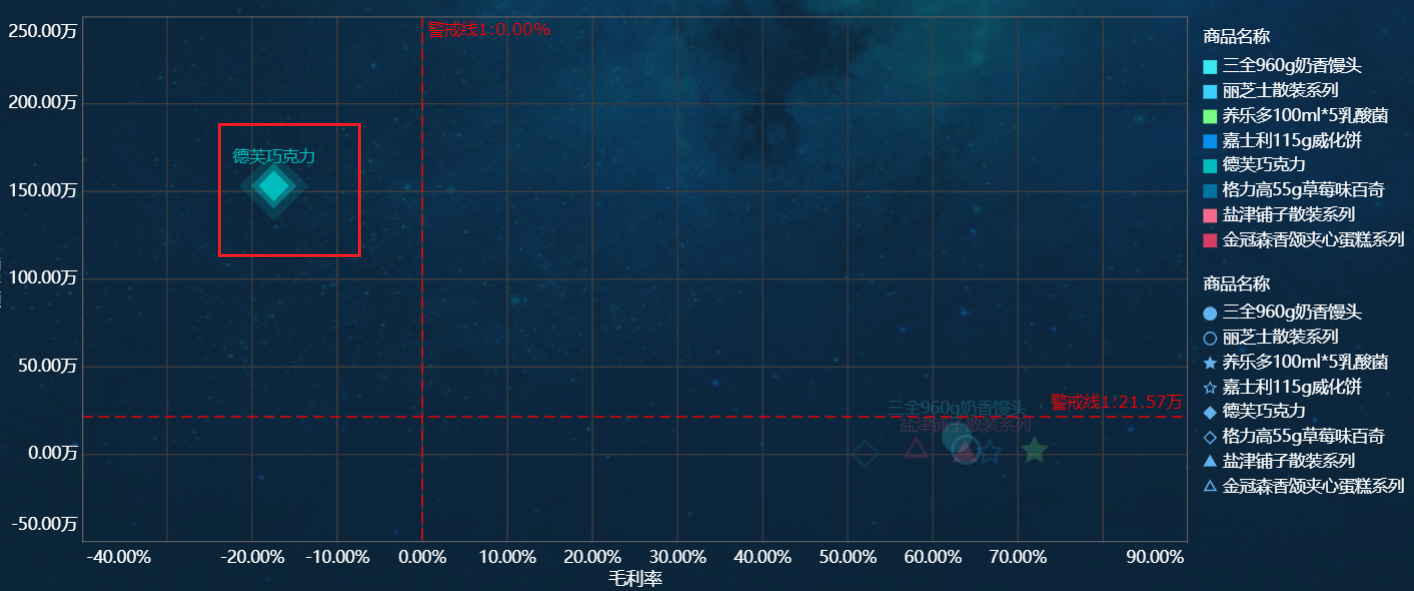 250.00万
200.00万
150.00万
100.00万
50.00万
0.00万
-50.00万
警戒线1:0.00%
德芙巧克力
警戒线1:21.57万
三全960g奶香馒头
盐津铺子散装系列
-40.00%
-20.00%
-10.00%
0.00%
10.00%
20.00%
30.00%
40.00%
50.00%
60.00%
70.00%
90.00%
毛利率
商品名称
三全960g奶香馒头
丽芝士散装系列
养乐多100ml*5乳酸菌
嘉士利115g威化饼
德芙巧克力
格力高55g草莓味百奇
盐津铺子散装系列
金冠森香颂夹心蛋糕系列
商品名称
三全960g奶香馒头
丽芝士散装系列
养乐多100ml*5乳酸菌
嘉士利115g威化饼
德芙巧克力
格力高55g草莓味百奇
盐津铺子散装系列
金冠森香颂夹心蛋糕系列